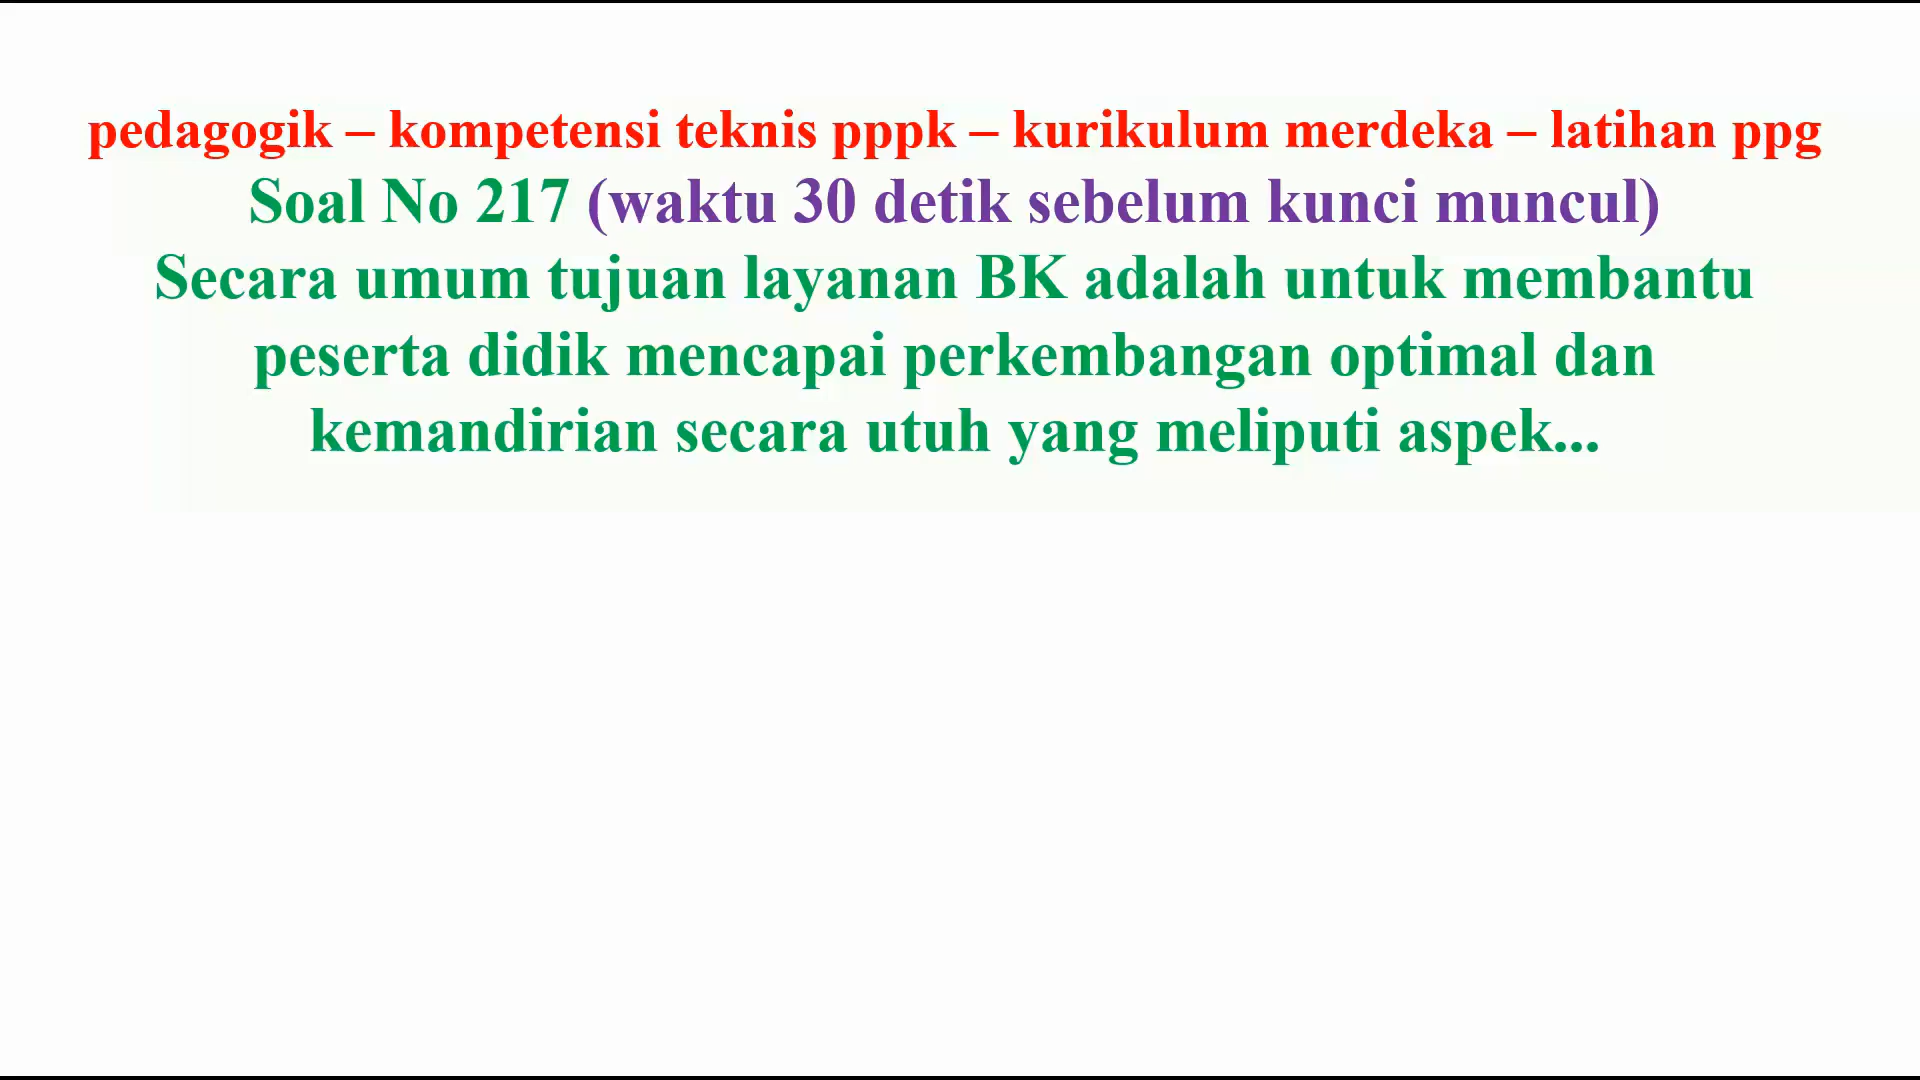 pedagogik – kompetensi teknis pppk – kurikulum merdeka – latihan ppg
Soal No 217 (waktu 30 detik sebelum kunci muncul)
Secara umum tujuan layanan BK adalah untuk membantu
peserta didik mencapai perkembangan optimal dan
kemandirian secara utuh yang meliputi aspek...